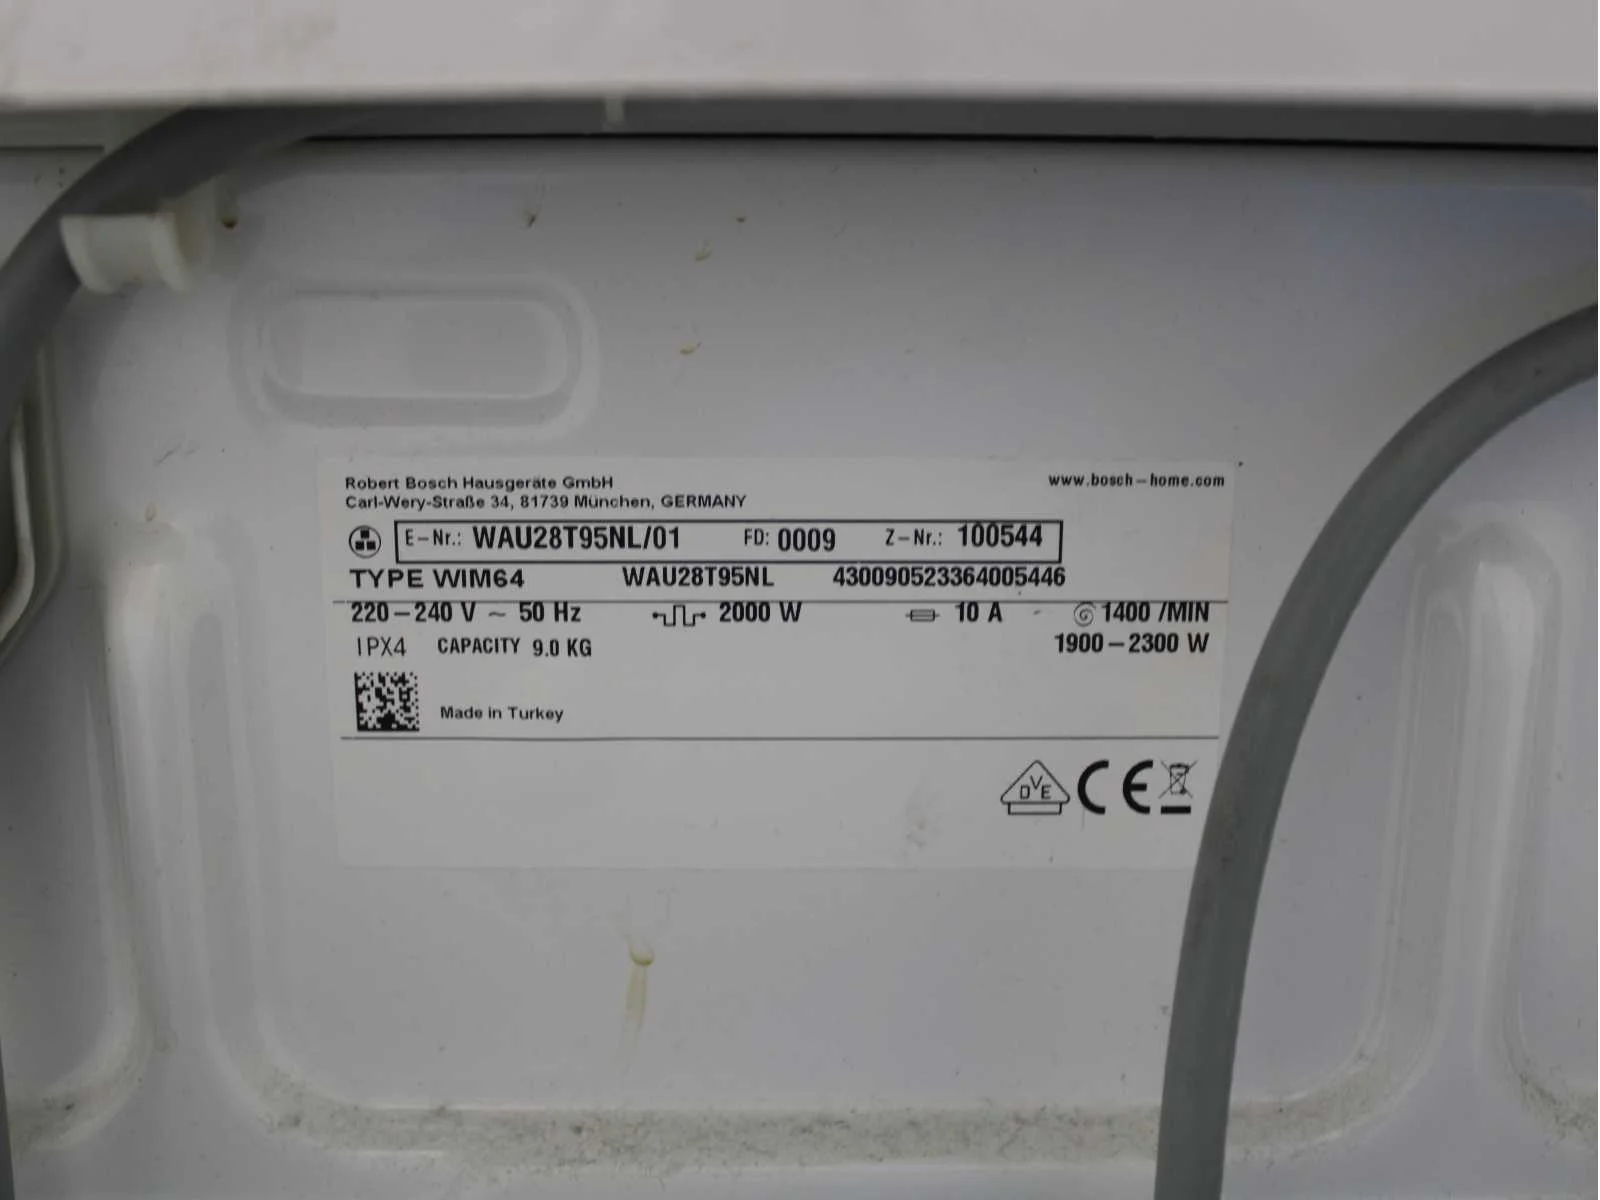 Robert Bosch Hausgeräte GmbH www.bosch-home.com
Carl-Wery-Straße 34, 81739 München, GERMANY
E-Nr.: WAU28T95NL/01 FD: 0009 Z-Nr.: 100544
TYPE WIM64 WAU28T95NL 430090523364005446
220-240 V ~ 50 Hz 2000 W 10 A 1400 /MIN
IPX4 CAPACITY 9.0 KG 1900-2300 W
Made in Turkey
DVE CE